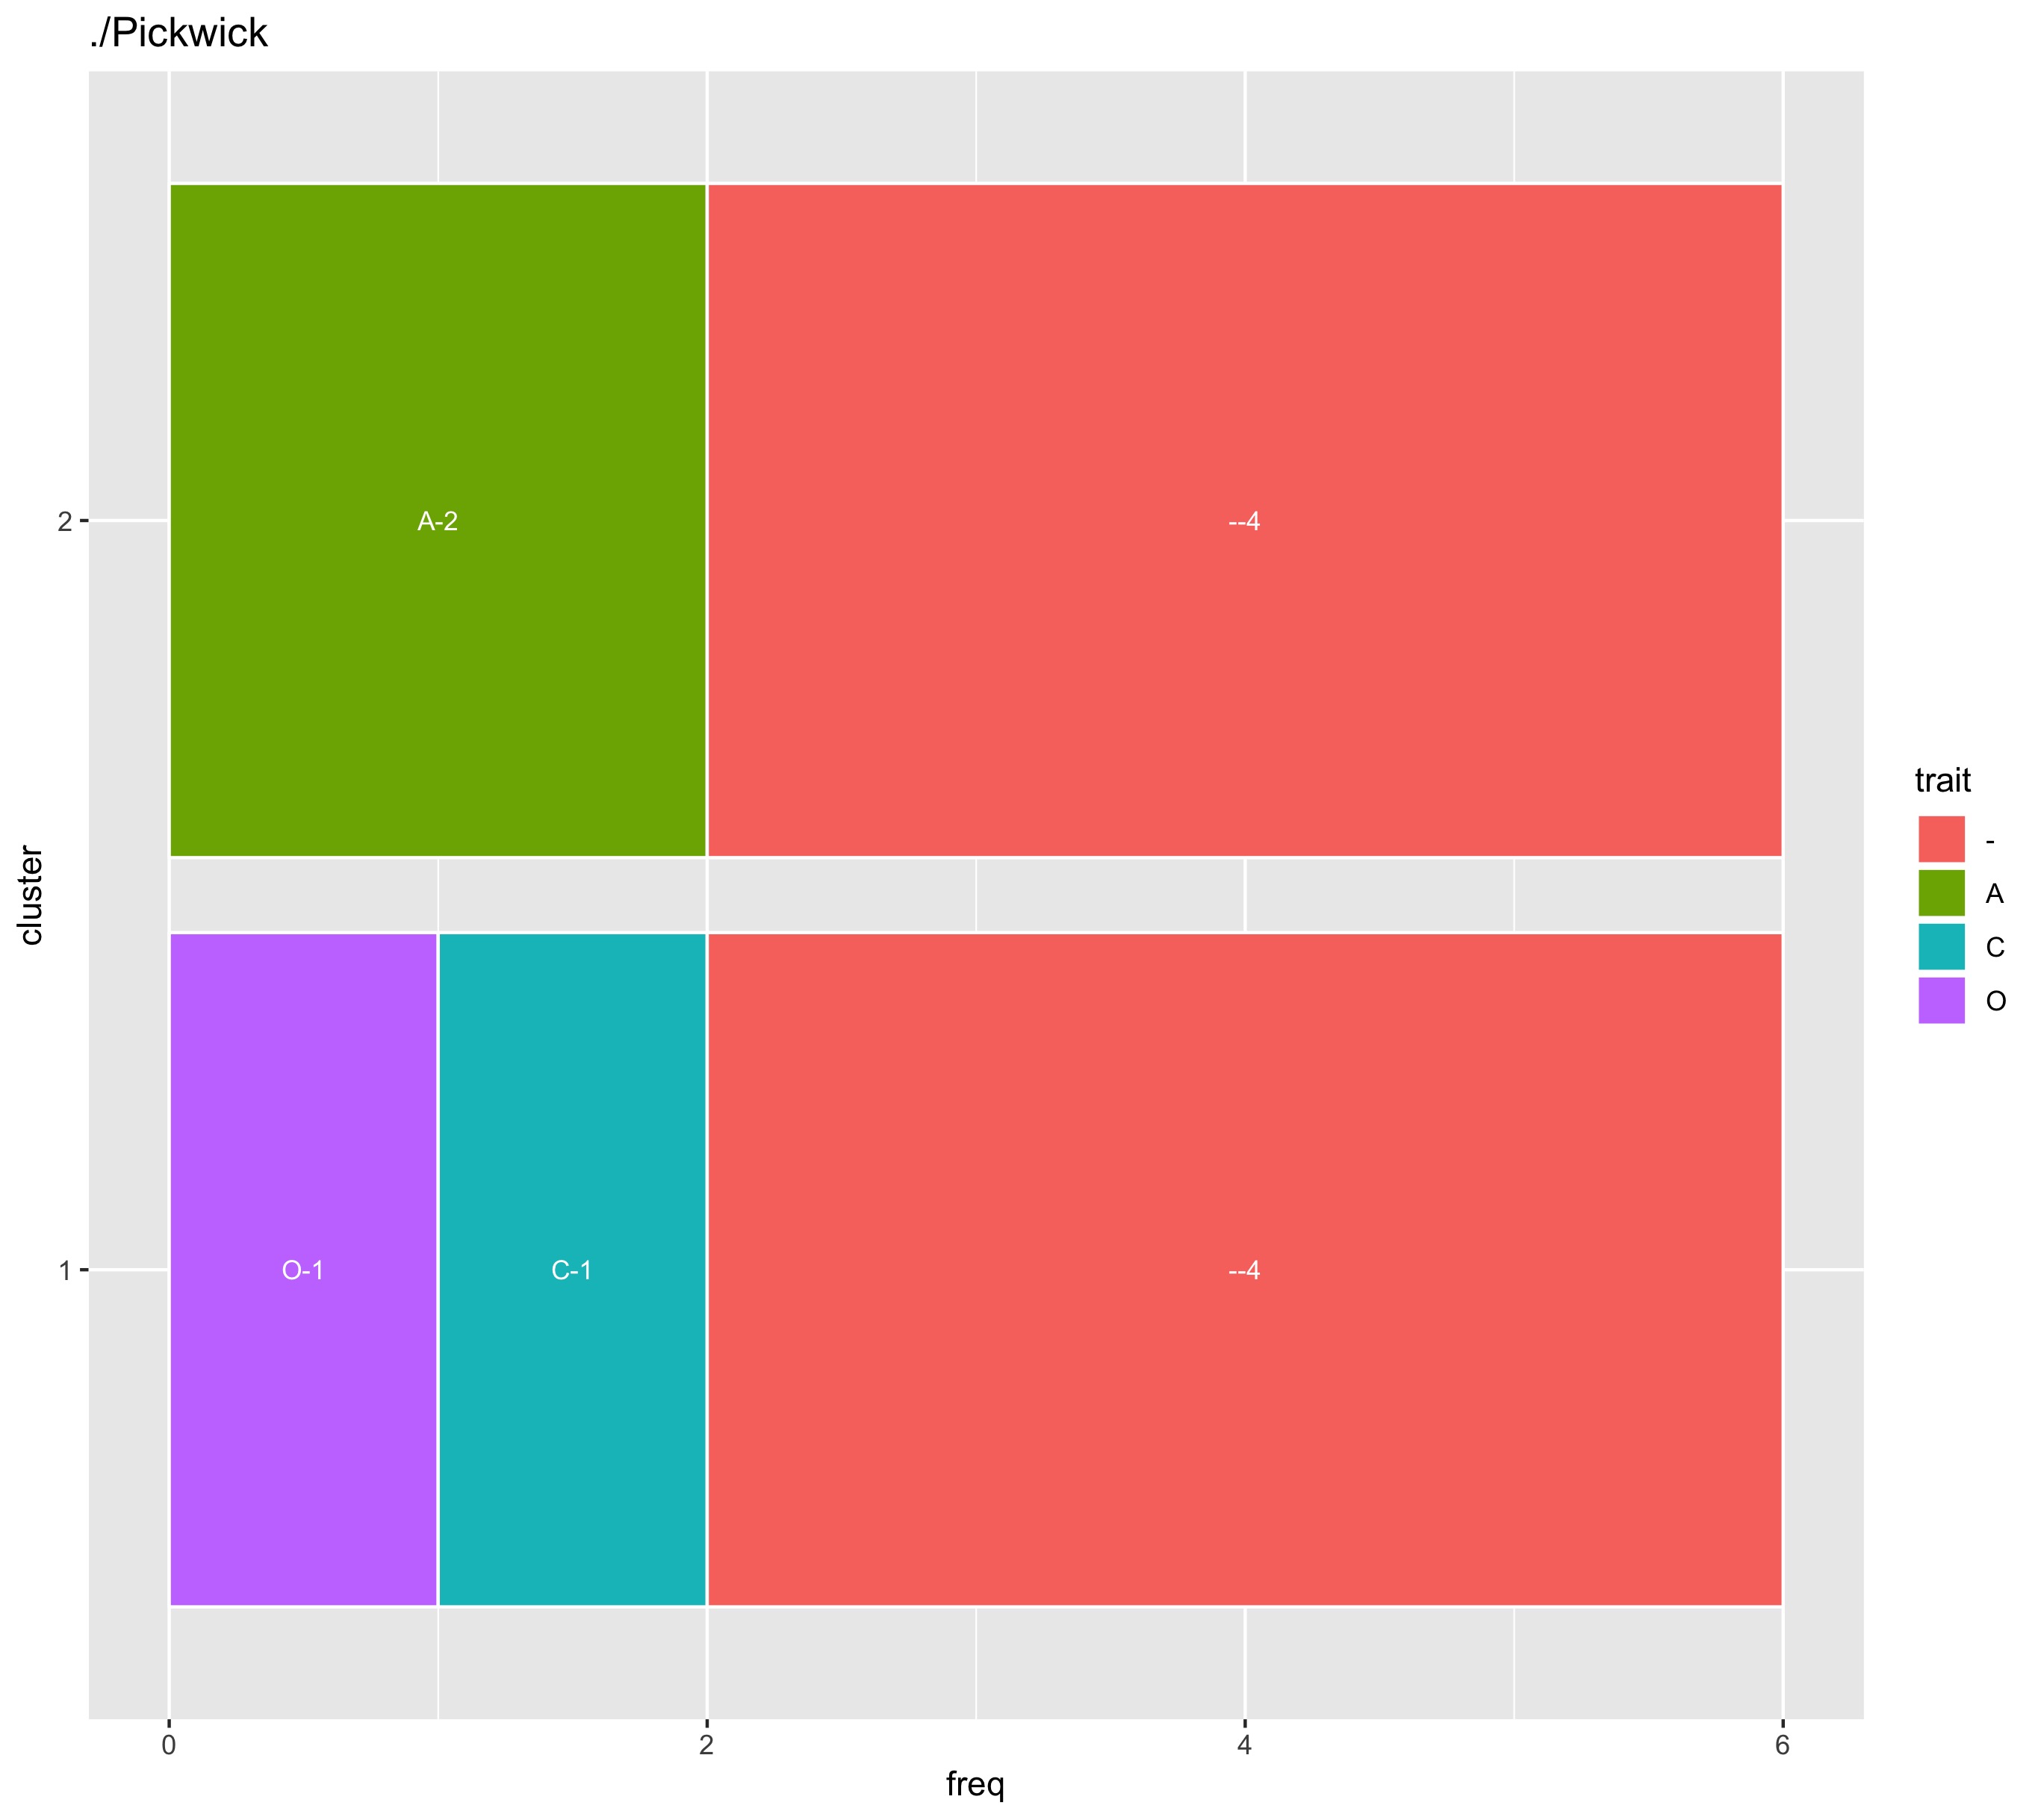 ./Pickwick
cluster
2
A-2
--4
1
O-1
C-1
--4
0
2
4
6
freq
trait
-
A
C
O